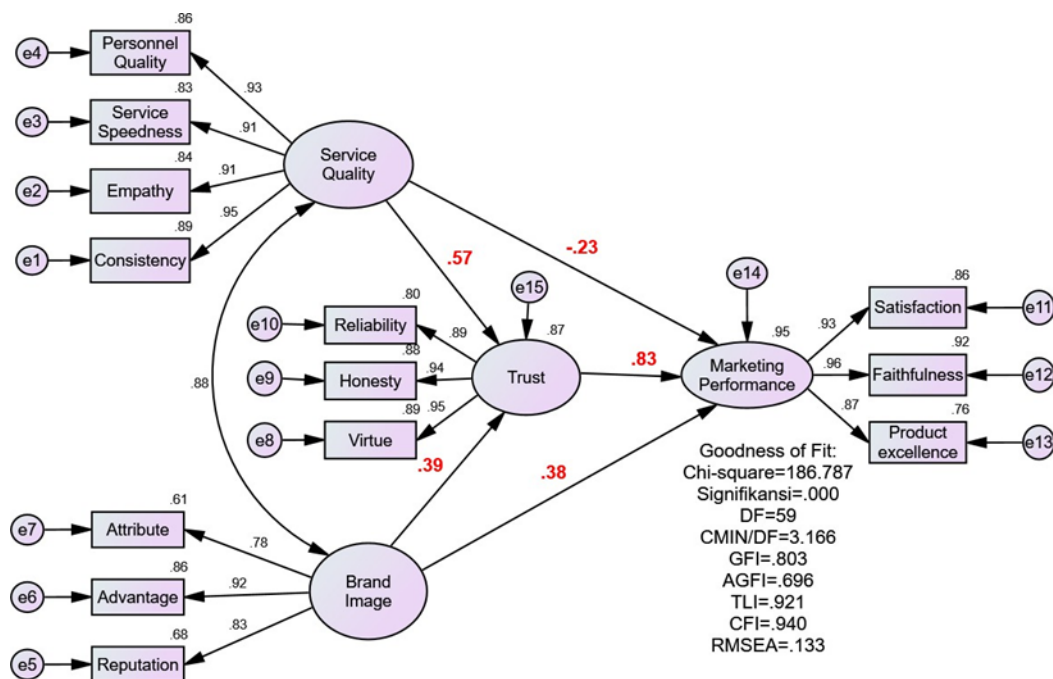 .86
e4
Personnel
Quality
.93
.83
e3
Service
Speedness
.91
.84
e2
Empathy
.91
.89
e1
Consistency
.95
Service
Quality
.57
-.23
.88
e15
.87
Trust
.80
e10
Reliability
.89
.88
e9
Honesty
.94
.89
e8
Virtue
.95
.39
.83
.38
e14
.95
Marketing
Performance
.86
Satisfaction
e11
.93
.92
Faithfulness
e12
.96
.76
Product
excellence
e13
.87
.61
e7
Attribute
.78
.86
e6
Advantage
.92
.68
e5
Reputation
.83
Brand
Image
Goodness of Fit:
Chi-square=186.787
Signifikansi=.000
DF=59
CMIN/DF=3.166
GFI=.803
AGFI=.696
TLI=.921
CFI=.940
RMSEA=.133